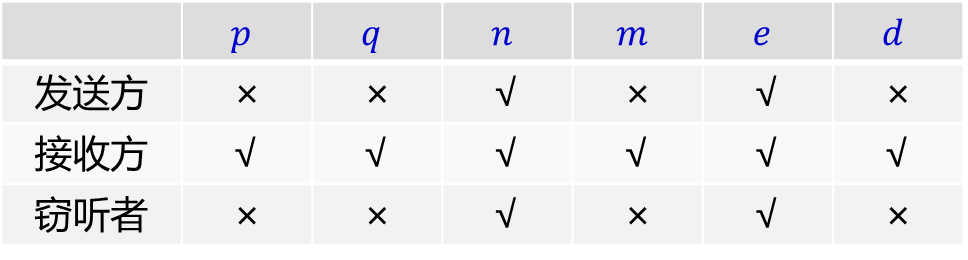 p q n m e d
发送方 × × √ × √ ×
接收方 √ √ √ √ √ √
窃听者 × × √ × √ ×